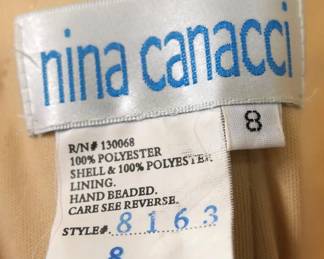 nina canacci
8
R/N# 130068
100% POLYESTER
SHELL & 100% POLYESTER
LINING.
HAND BEADED.
CARE SEE REVERSE.
STYLE#. 8163
8